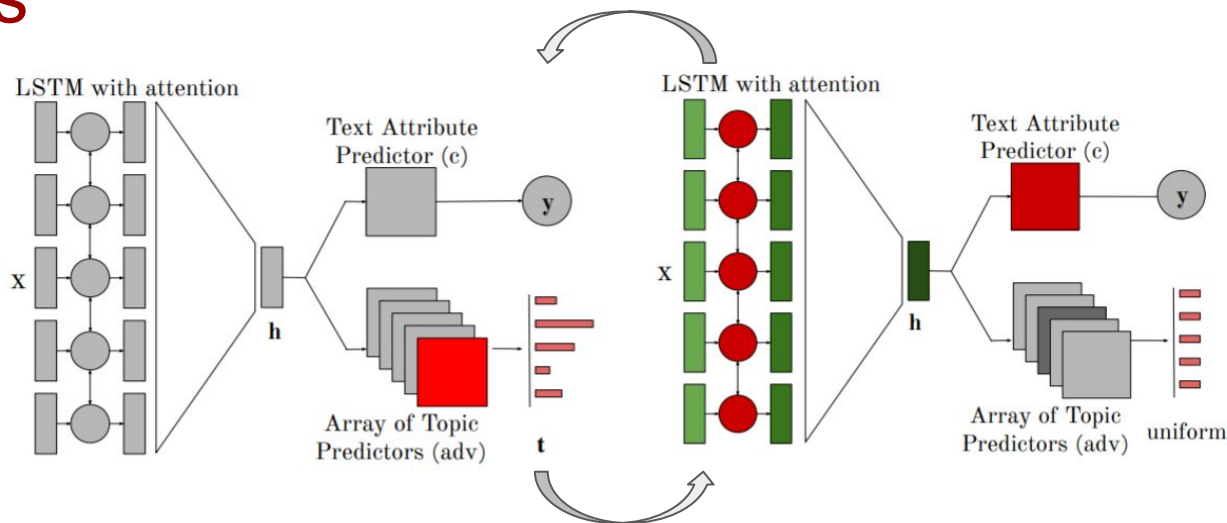 s
LSTM with attention
Text Attribute
Predictor (c)
y
x
h
Array of Topic
Predictors (adv)
t
LSTM with attention
Text Attribute
Predictor (c)
y
x
h
Array of Topic
Predictors (adv)
uniform